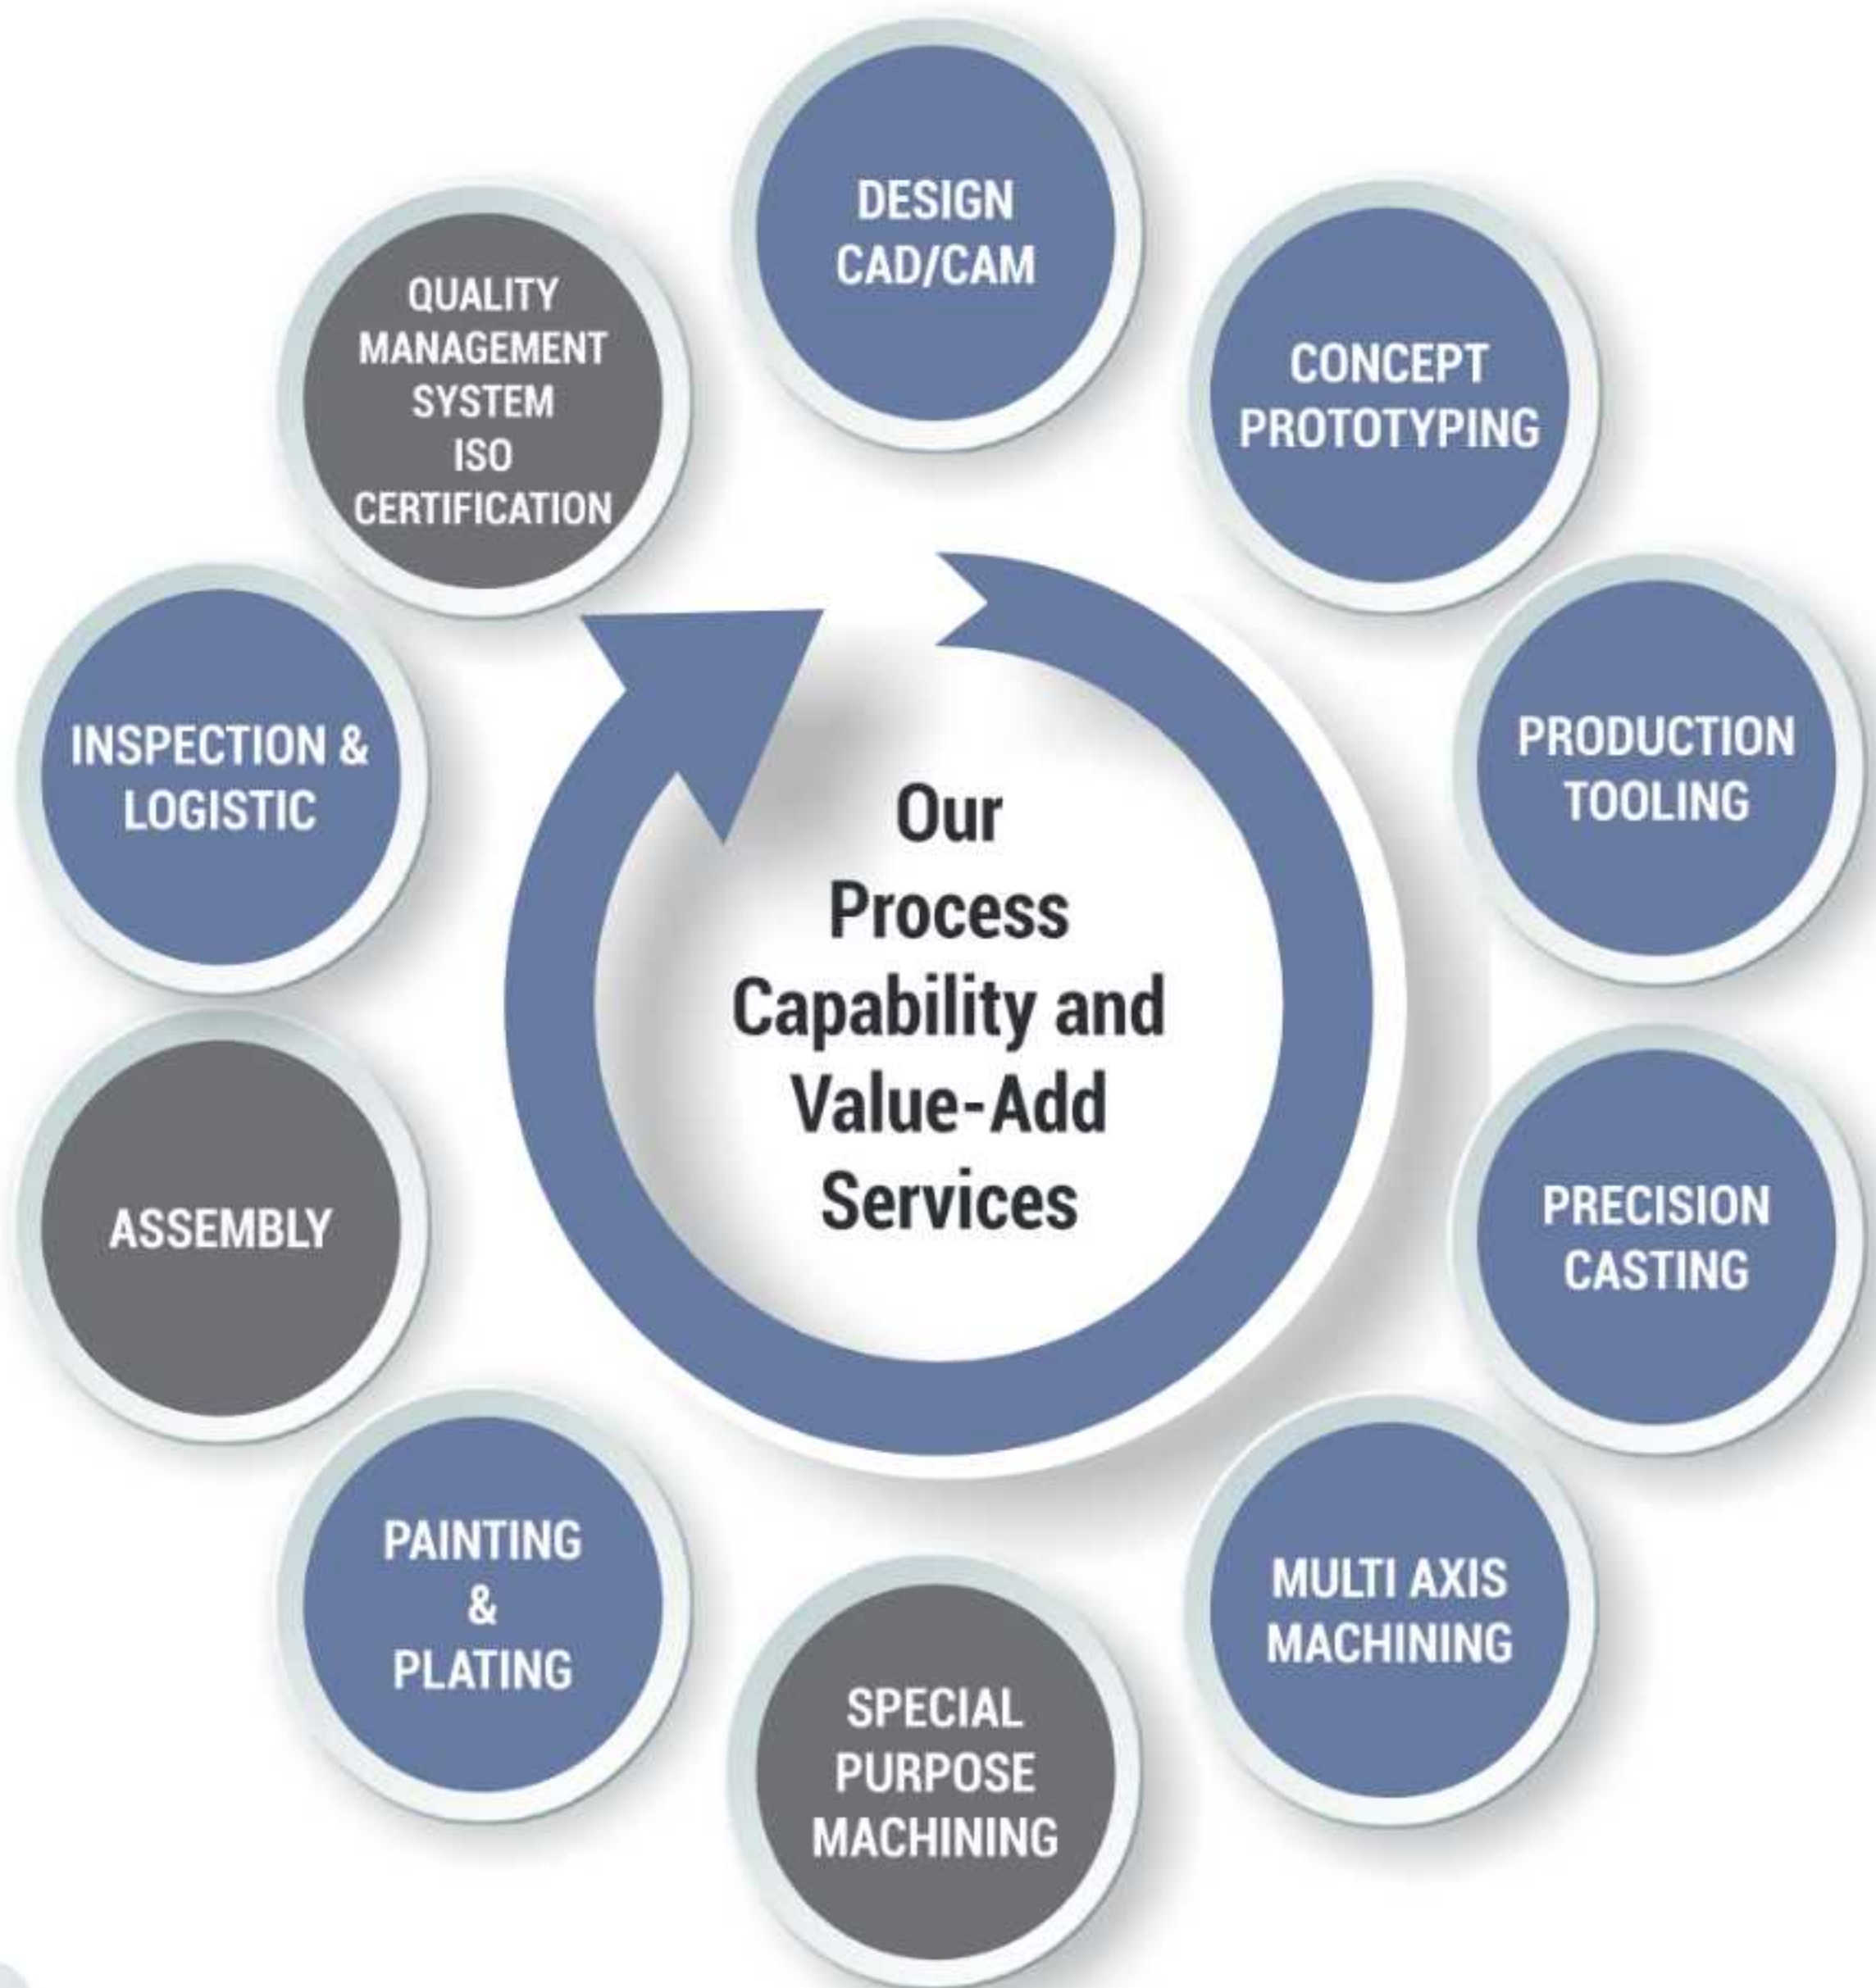 DESIGN
CAD/CAM
CONCEPT
PROTOTYPING
PRODUCTION
TOOLING
PRECISION
CASTING
MULTI AXIS
MACHINING
SPECIAL
PURPOSE
MACHINING
PAINTING
&
PLATING
ASSEMBLY
INSPECTION &
LOGISTIC
QUALITY
MANAGEMENT
SYSTEM
ISO
CERTIFICATION
Our
Process
Capability and
Value-Add
Services